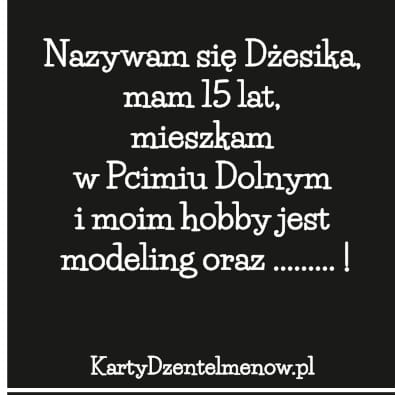 Nazywam się Dżesika,
mam 15 lat,
mieszkam
w Pcimiu Dolnym
i moim hobby jest
modeling oraz ......... !
KartyDzentelmenow.pl